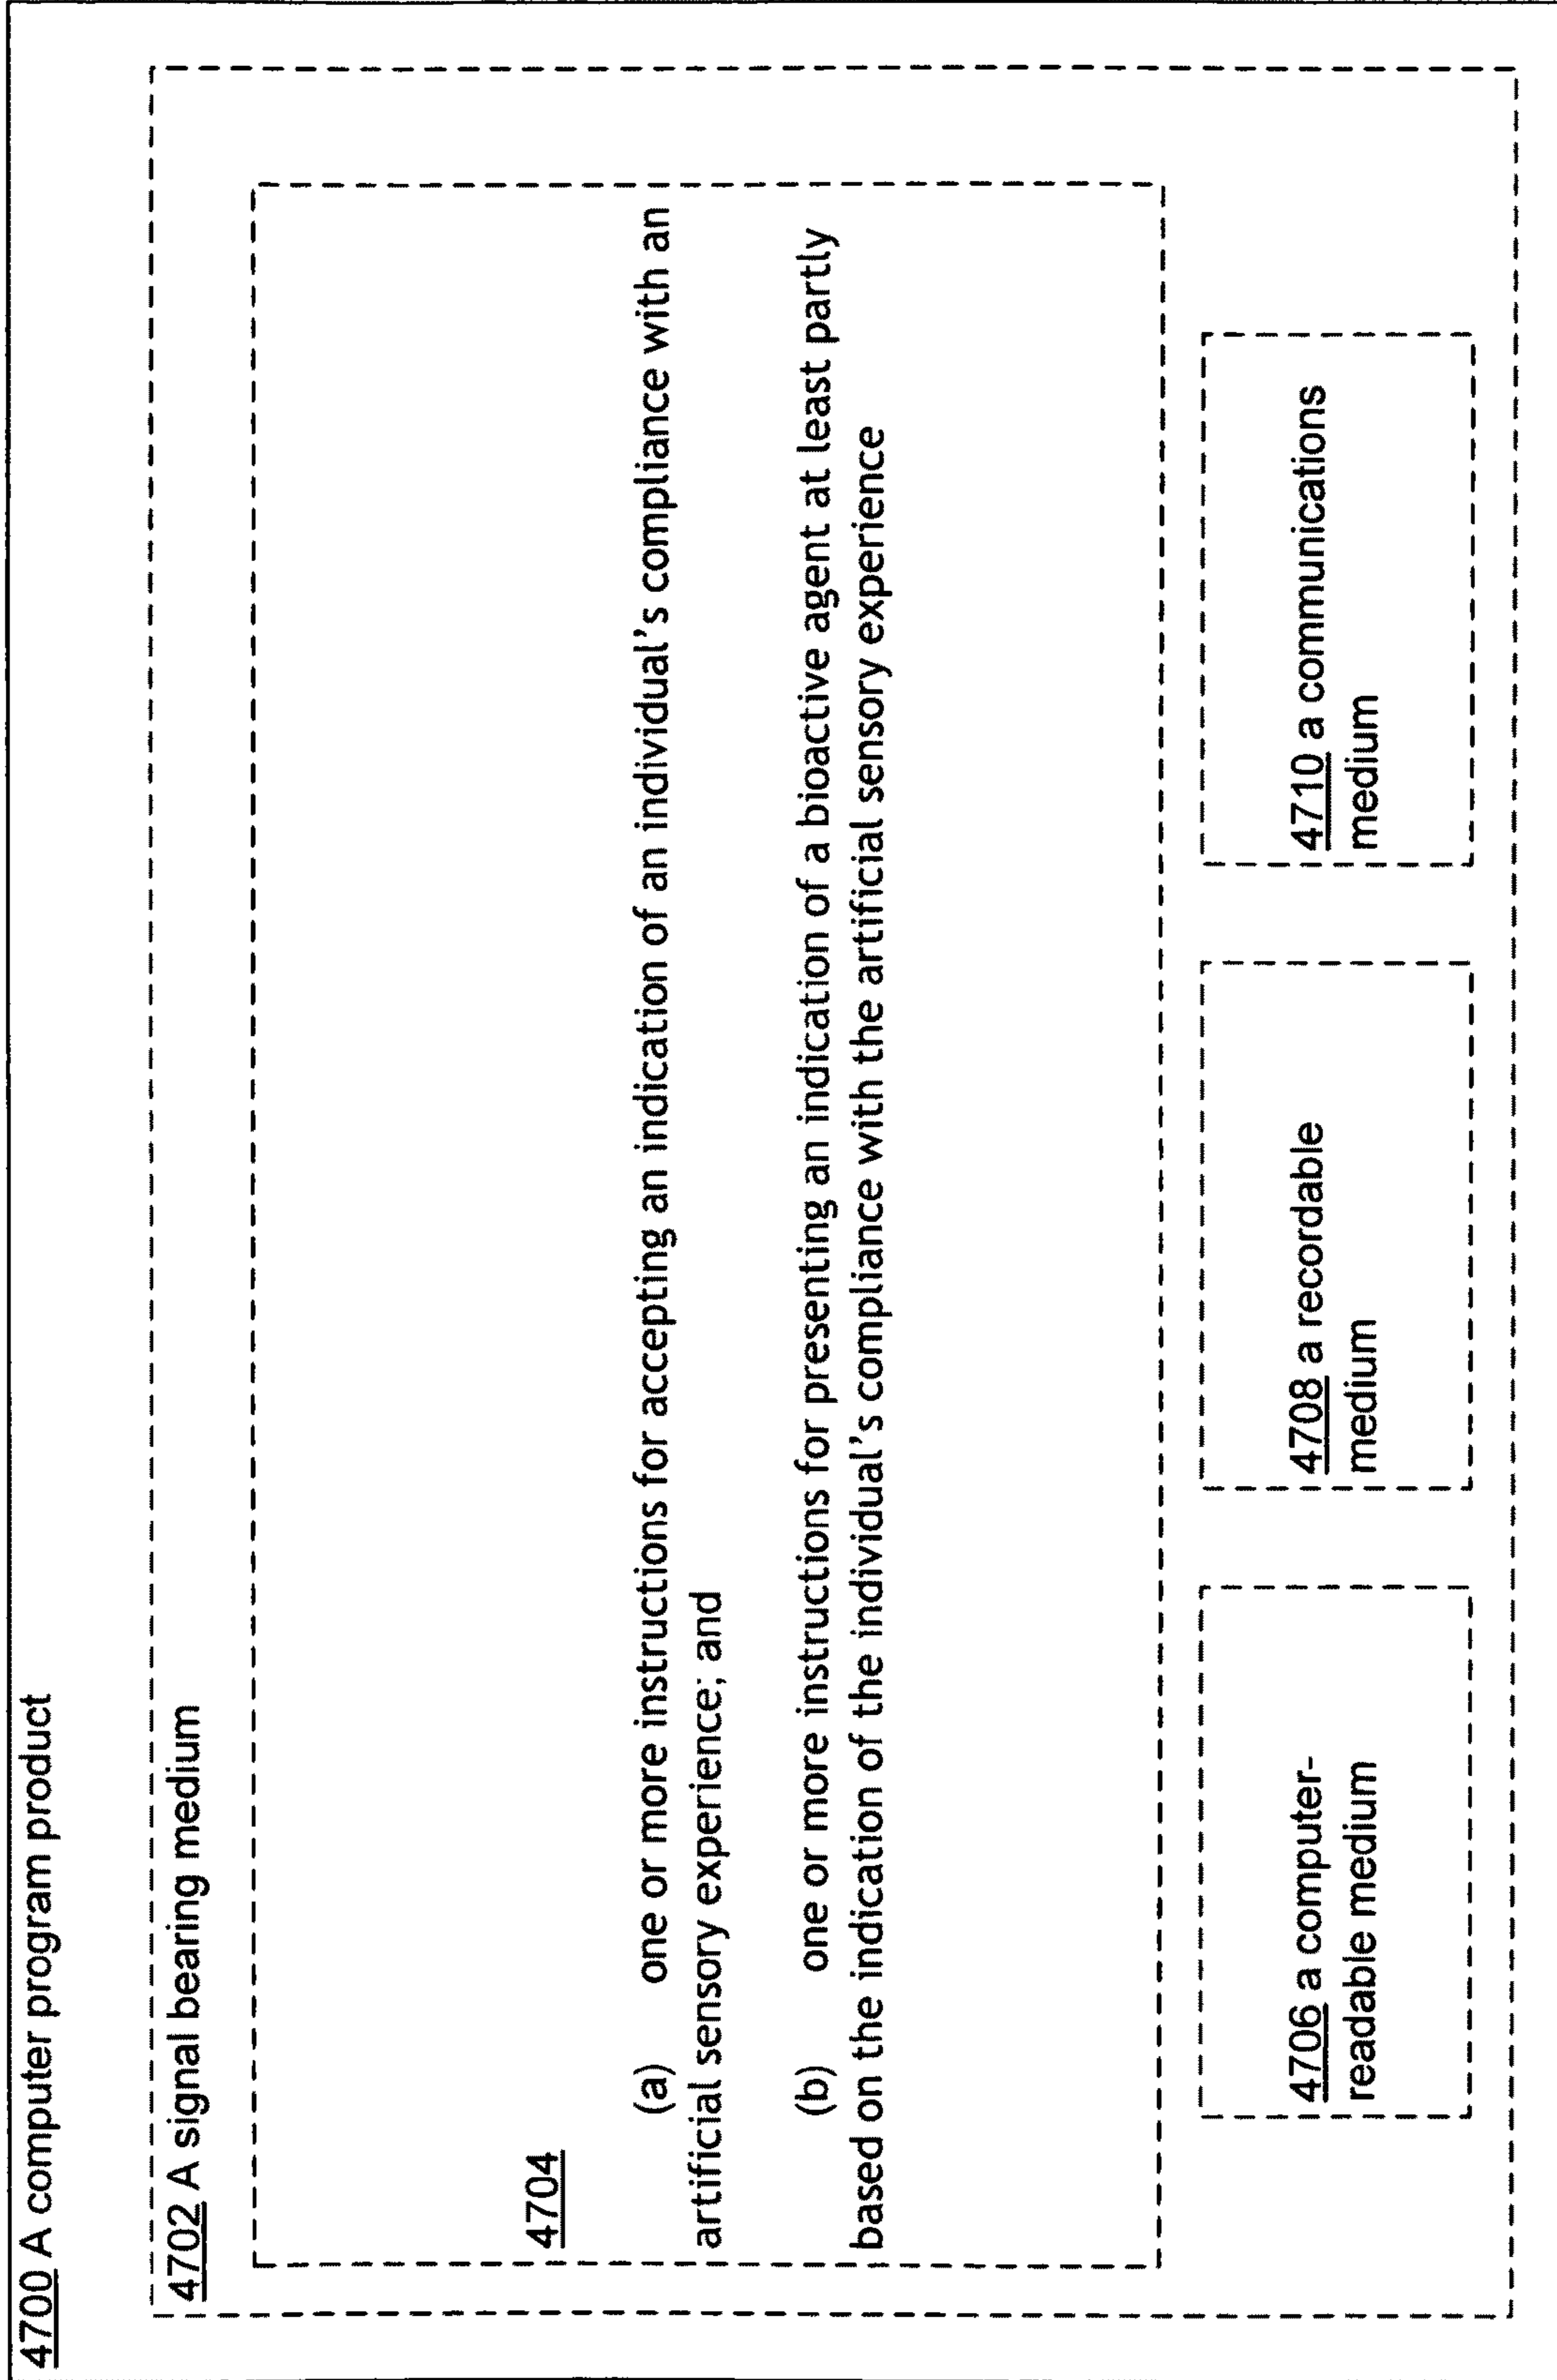 4700 A computer program product
4702 A signal bearing medium
4704
(a) one or more instructions for accepting an indication of an individual's compliance with an
artificial sensory experience; and
(b) one or more instructions for presenting an indication of a bioactive agent at least partly
based on the indication of the individual's compliance with the artificial sensory experience
4706 a computer-
readable medium
4708 a recordable
medium
4710 a communications
medium